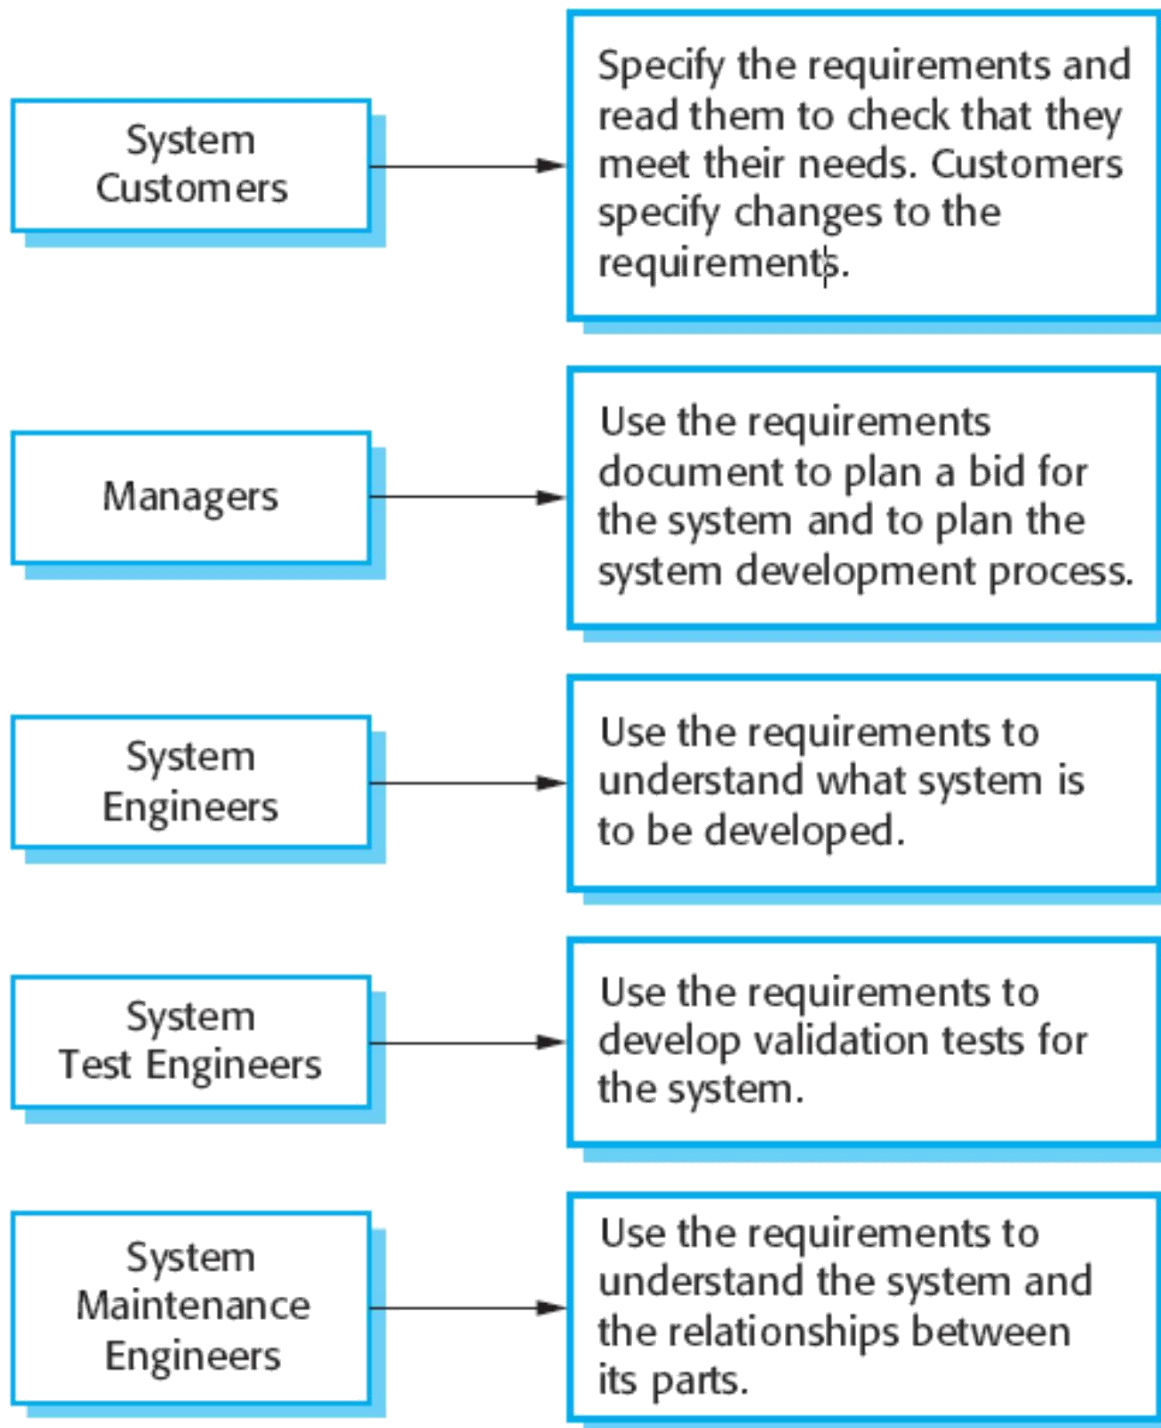 System
Customers
Specify the requirements and
read them to check that they
meet their needs. Customers
specify changes to the
requirements.
Managers
Use the requirements
document to plan a bid for
the system and to plan the
system development process.
System
Engineers
Use the requirements to
understand what system is
to be developed.
System
Test Engineers
Use the requirements to
develop validation tests for
the system.
System
Maintenance
Engineers
Use the requirements to
understand the system and
the relationships between
its parts.